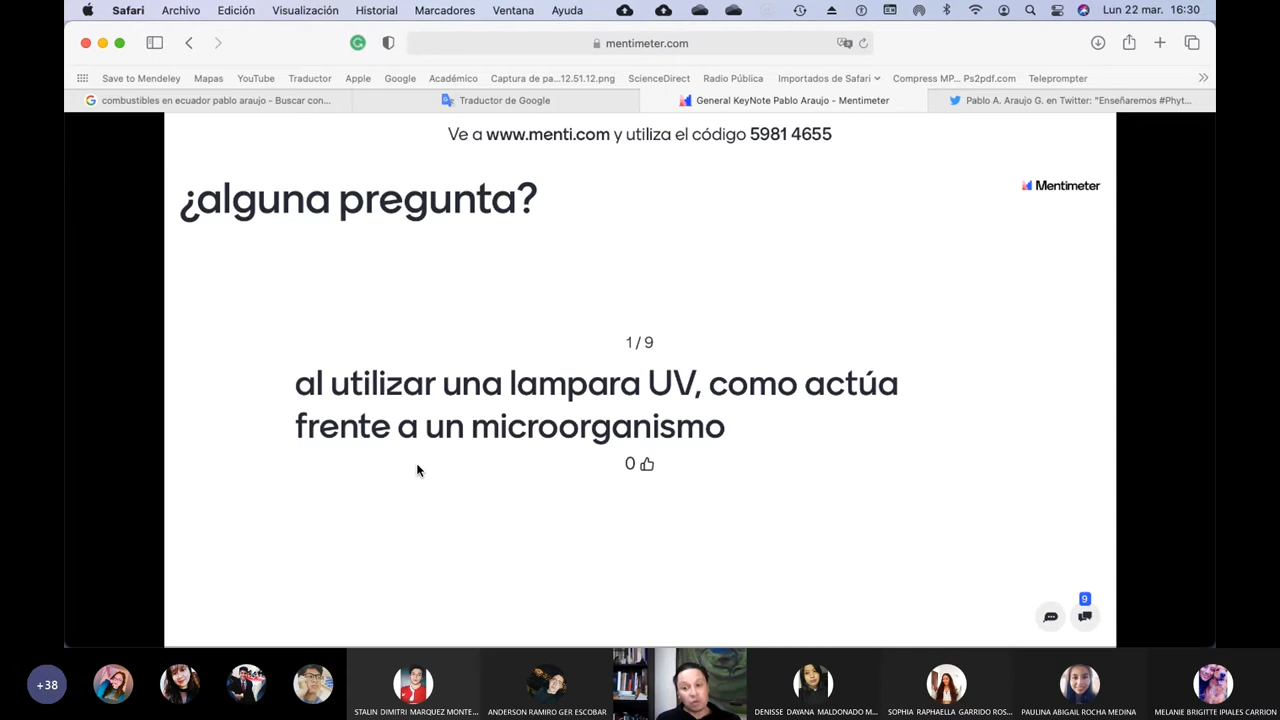 Safari Archivo Edición Visualización Historial Marcadores Ventana Ayuda Lun 22 mar. 16:30
mentimeter.com
Save to Mendeley Mapas YouTube Traductor Apple Google Académico Captura de pa...12.51.12.png ScienceDirect Radio Pública Importados de Safari Compress MP... Ps2pdf.com Teleprompter
combustibles en ecuador pablo araujo - Buscar con... Traductor de Google General KeyNote Pablo Araujo - Mentimeter Pablo A. Araujo G. en Twitter: "Enseñaremos #Phyt...
Ve a www.menti.com y utiliza el código 5981 4655
¿alguna pregunta?
Mentimeter
1 / 9
al utilizar una lampara UV, como actúa
frente a un microorganismo
0
9
+38
STALIN DIMITRI MARQUEZ MONTE... ANDERSON RAMIRO GER ESCOBAR DENISSE DAYANA MALDONADO M... SOPHIA RAPHAELLA GARRIDO ROS... PAULINA ABIGAIL ROCHA MEDINA MELANIE BRIGITTE IPIALES CARRION